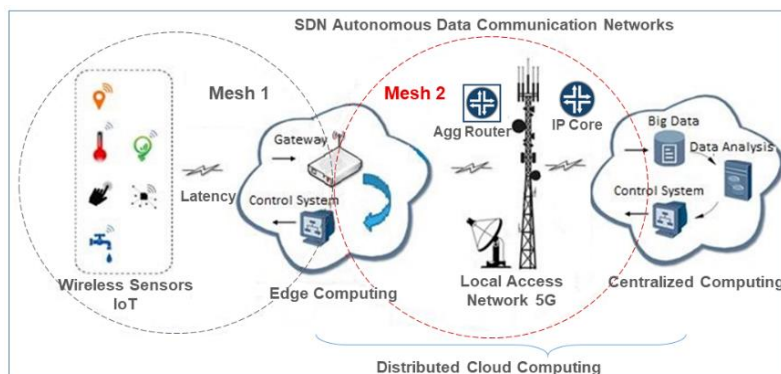 SDN Autonomous Data Communication Networks
Mesh 1
Mesh 2
Agg Router
IP Core
Gateway
Latency
Control System
Big Data
Data Analysis
Control System
Wireless Sensors
IoT
Edge Computing
Local Access
Network 5G
Centralized Computing
Distributed Cloud Computing